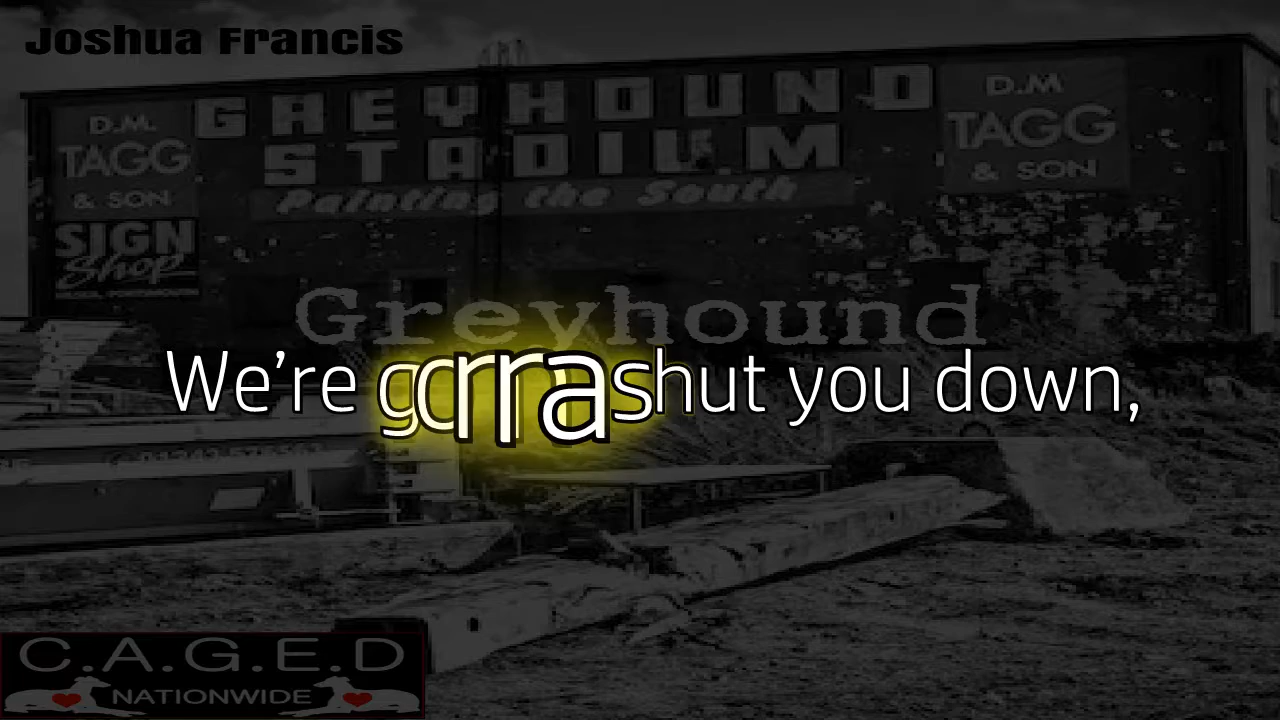 Joshua Francis
GREYHOUND
STADIUM
Painting the South
D.M.
TAGG
& SON
SIGN
Shop
D.M
TAGG
& SON
Greyhound
We're gorra shut you down,
C.A.G.E.D
NATIONWIDE